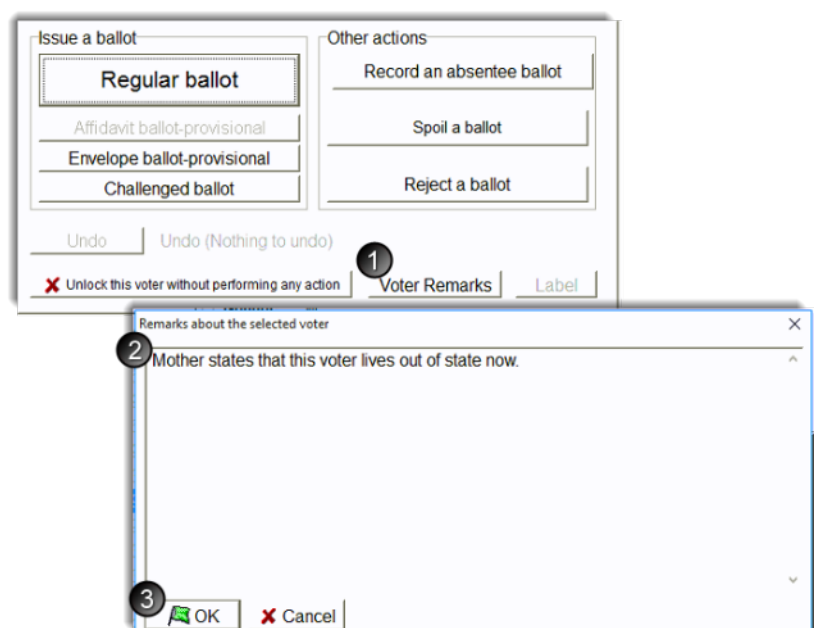 Issue a ballot
Regular ballot
Affidavit ballot-provisional
Envelope ballot-provisional
Challenged ballot
Other actions
Record an absentee ballot
Spoil a ballot
Reject a ballot
Undo Undo (Nothing to undo)
1
Unlock this voter without performing any action Voter Remarks Label
Remarks about the selected voter
2
Mother states that this voter lives out of state now.
3
OK Cancel